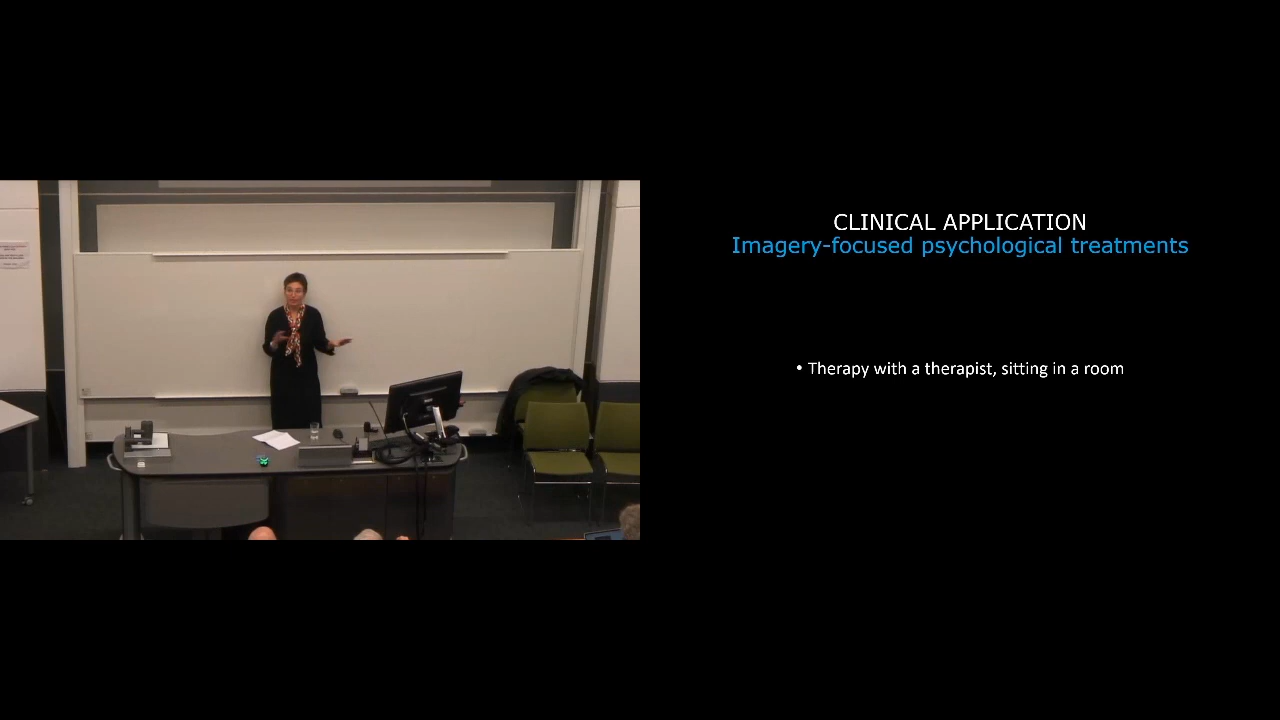 CLINICAL APPLICATION
Imagery-focused psychological treatments
• Therapy with a therapist, sitting in a room